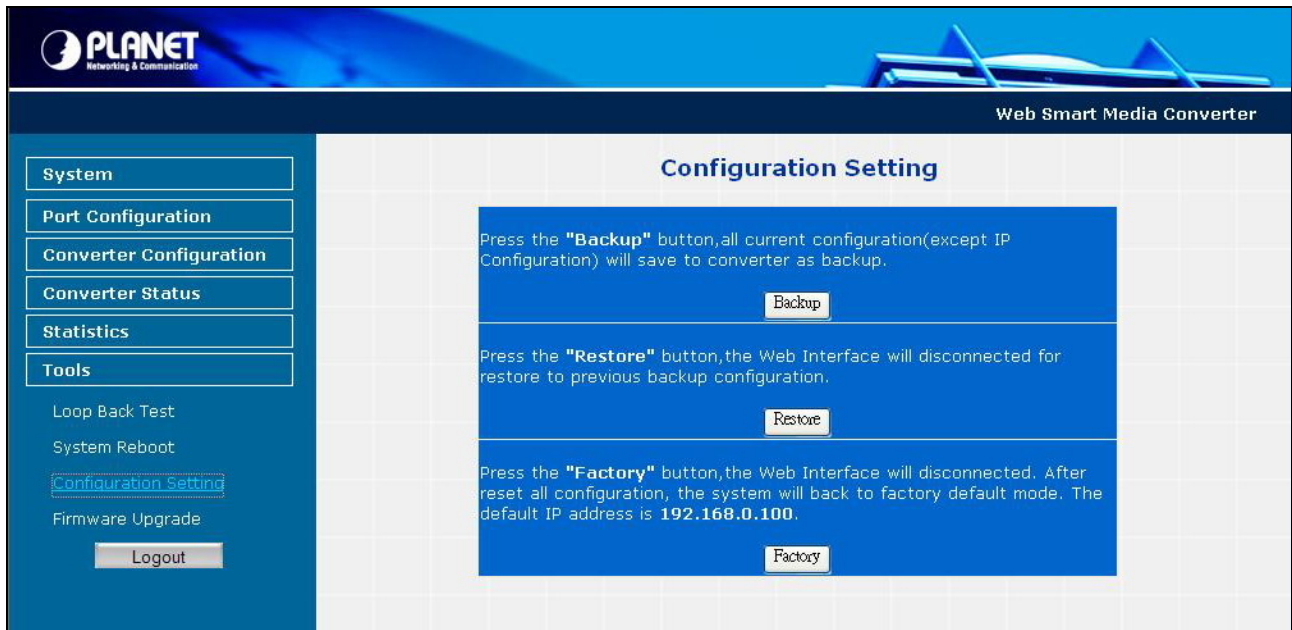 PLANET
Networking & Communication
Web Smart Media Converter
System
Port Configuration
Converter Configuration
Converter Status
Statistics
Tools
Loop Back Test
System Reboot
Configuration Setting
Firmware Upgrade
Logout
Configuration Setting
Press the "Backup" button,all current configuration(except IP
Configuration) will save to converter as backup.
Backup
Press the "Restore" button,the Web Interface will disconnected for
restore to previous backup configuration.
Restore
Press the "Factory" button,the Web Interface will disconnected. After
reset all configuration, the system will back to factory default mode. The
default IP address is 192.168.0.100.
Factory